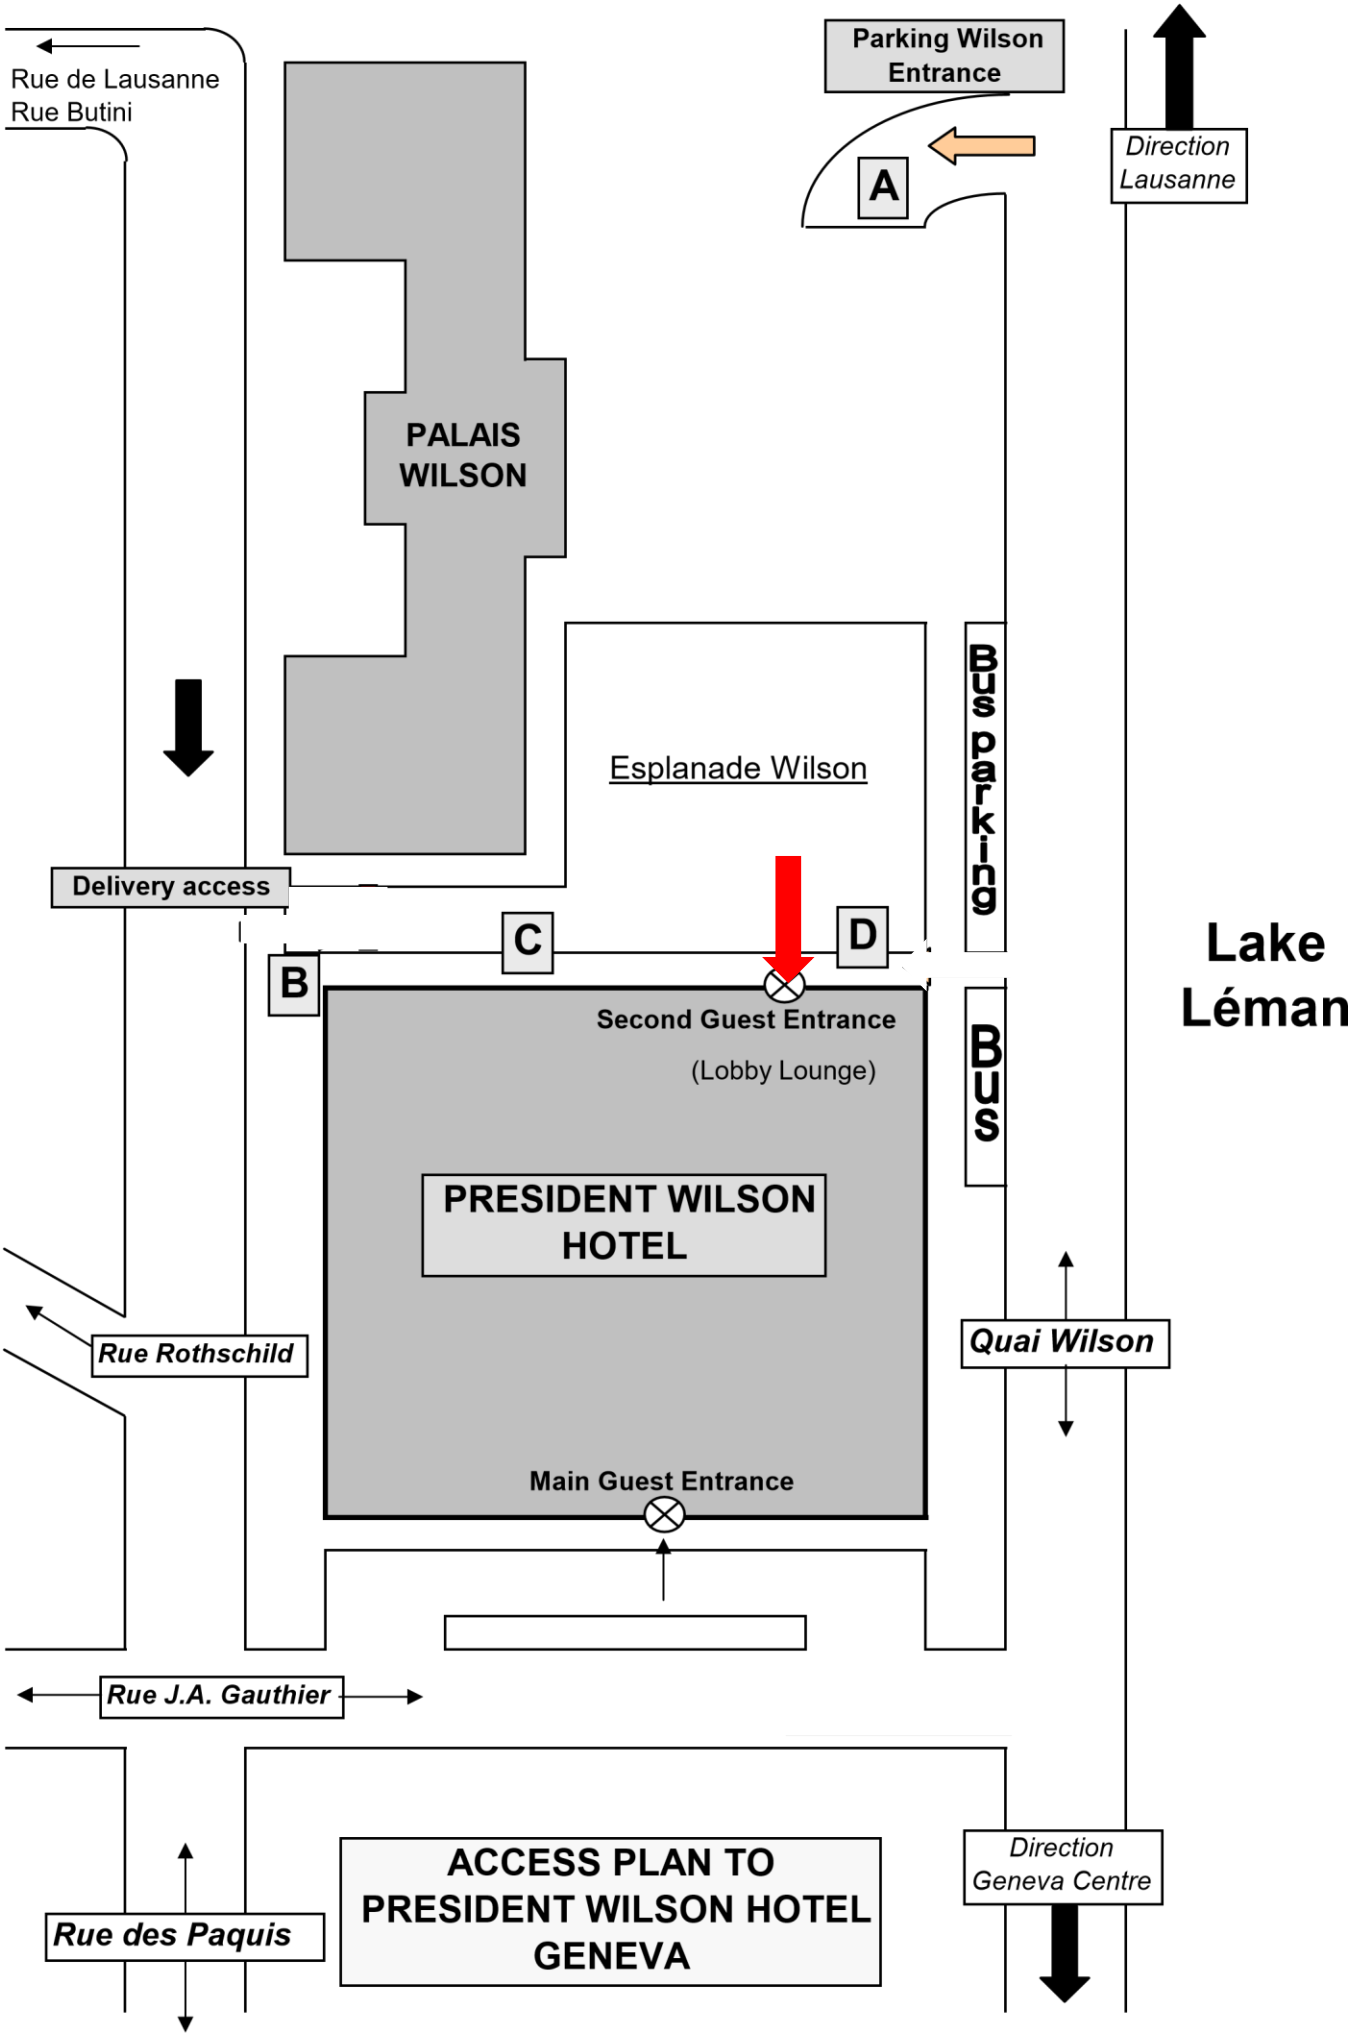 Parking Wilson
Entrance
Rue de Lausanne
Rue Butini
A
Direction
Lausanne
PALAIS
WILSON
Bus parking
Esplanade Wilson
Delivery access
C
D
B
Lake
Léman
Second Guest Entrance
(Lobby Lounge)
Bus
PRESIDENT WILSON
HOTEL
Rue Rothschild
Quai Wilson
Main Guest Entrance
Rue J.A. Gauthier
Direction
Geneva Centre
ACCESS PLAN TO
PRESIDENT WILSON HOTEL
GENEVA
Rue des Paquis